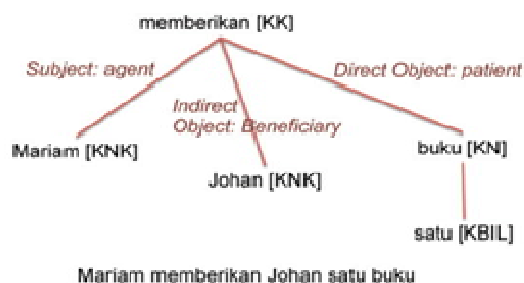 memberikan [KK]
Subject: agent
Direct Object: patient
Indirect
Object: Beneficiary
Mariam [KNK]
buku [KN]
Johan [KNK]
satu [KBIL]
Mariam memberikan Johan satu buku